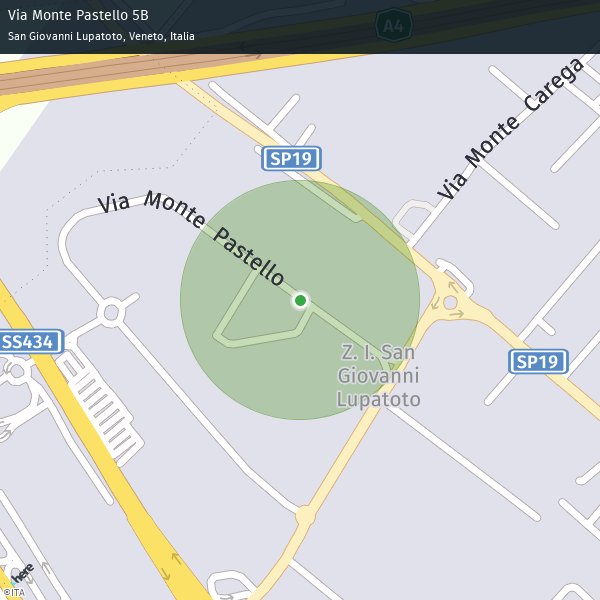 Via Monte Pastello 5B
San Giovanni Lupatoto, Veneto, Italia
A4
SP19
Via Monte Carega
Via Monte Pastello
SS434
Z. I. San
Giovanni
Lupatoto
SP19
here
©ITA